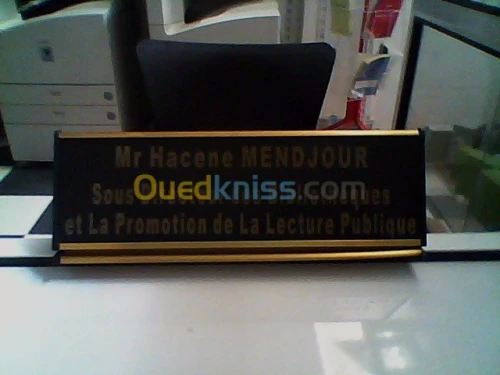 Mr Hacene MENDJOUR
Sous
Ouedkniss.com
et La Promotion de La Lecture Publique